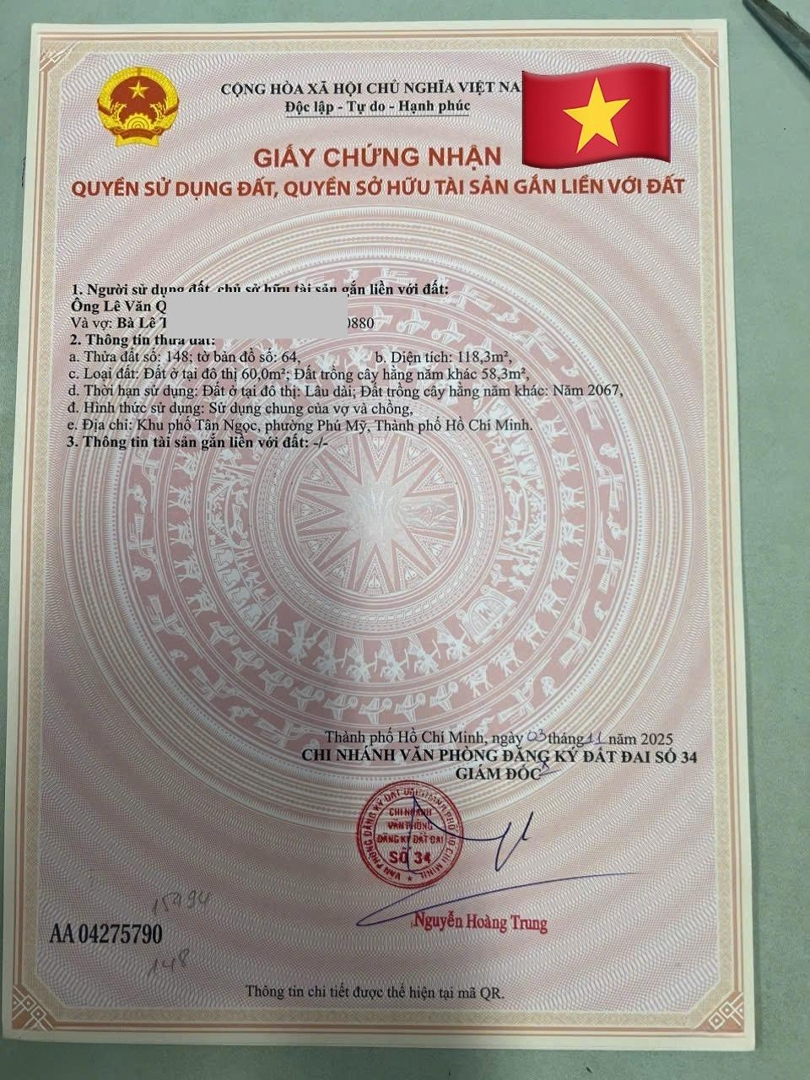 CỘNG HÒA XÃ HỘI CHỦ NGHĨA VIỆT
Độc lập - Tự do - Hạnh phúc
GIẤY CHỨNG NHẬN
QUYỀN SỬ DỤNG ĐẤT, QUYỀN SỞ HỮU TÀI SẢN GẮN LIỀN VỚI ĐẤT
1. Người sử dụng đất, chủ sở hữu tài sản gắn liền với đất:
Ông Lê Văn Q
Và vợ: Bà Lê 0880
2. Thông tin thửa đất:
a. Thửa đất số: 148; tờ bản đồ số: 64, b. Diện tích: 118,3m²,
c. Loại đất: Đất ở tại đô thị 60,0m²; Đất trồng cây hằng năm khác 58,3m²,
d. Thời hạn sử dụng: Đất ở tại đô thị: Lâu dài; Đất trồng cây hằng năm khác: Năm 2067,
đ. Hình thức sử dụng: Sử dụng chung của vợ và chồng,
e. Địa chỉ: Khu phố Tân Ngọc, phường Phú Mỹ, Thành phố Hồ Chí Minh.
3. Thông tin tài sản gắn liền với đất: -/-
Thành phố Hồ Chí Minh, ngày 03 tháng 11 năm 2025
CHI NHÁNH VĂN PHÒNG ĐĂNG KÝ ĐẤT ĐAI SỐ 34
GIÁM ĐỐC
CHI NHÁNH
VĂN PHÒNG
ĐĂNG KÝ ĐẤT ĐAI
SỐ 34
Nguyễn Hoàng Trung
15994
AA 04275790
148
Thông tin chi tiết được thể hiện tại mã QR.